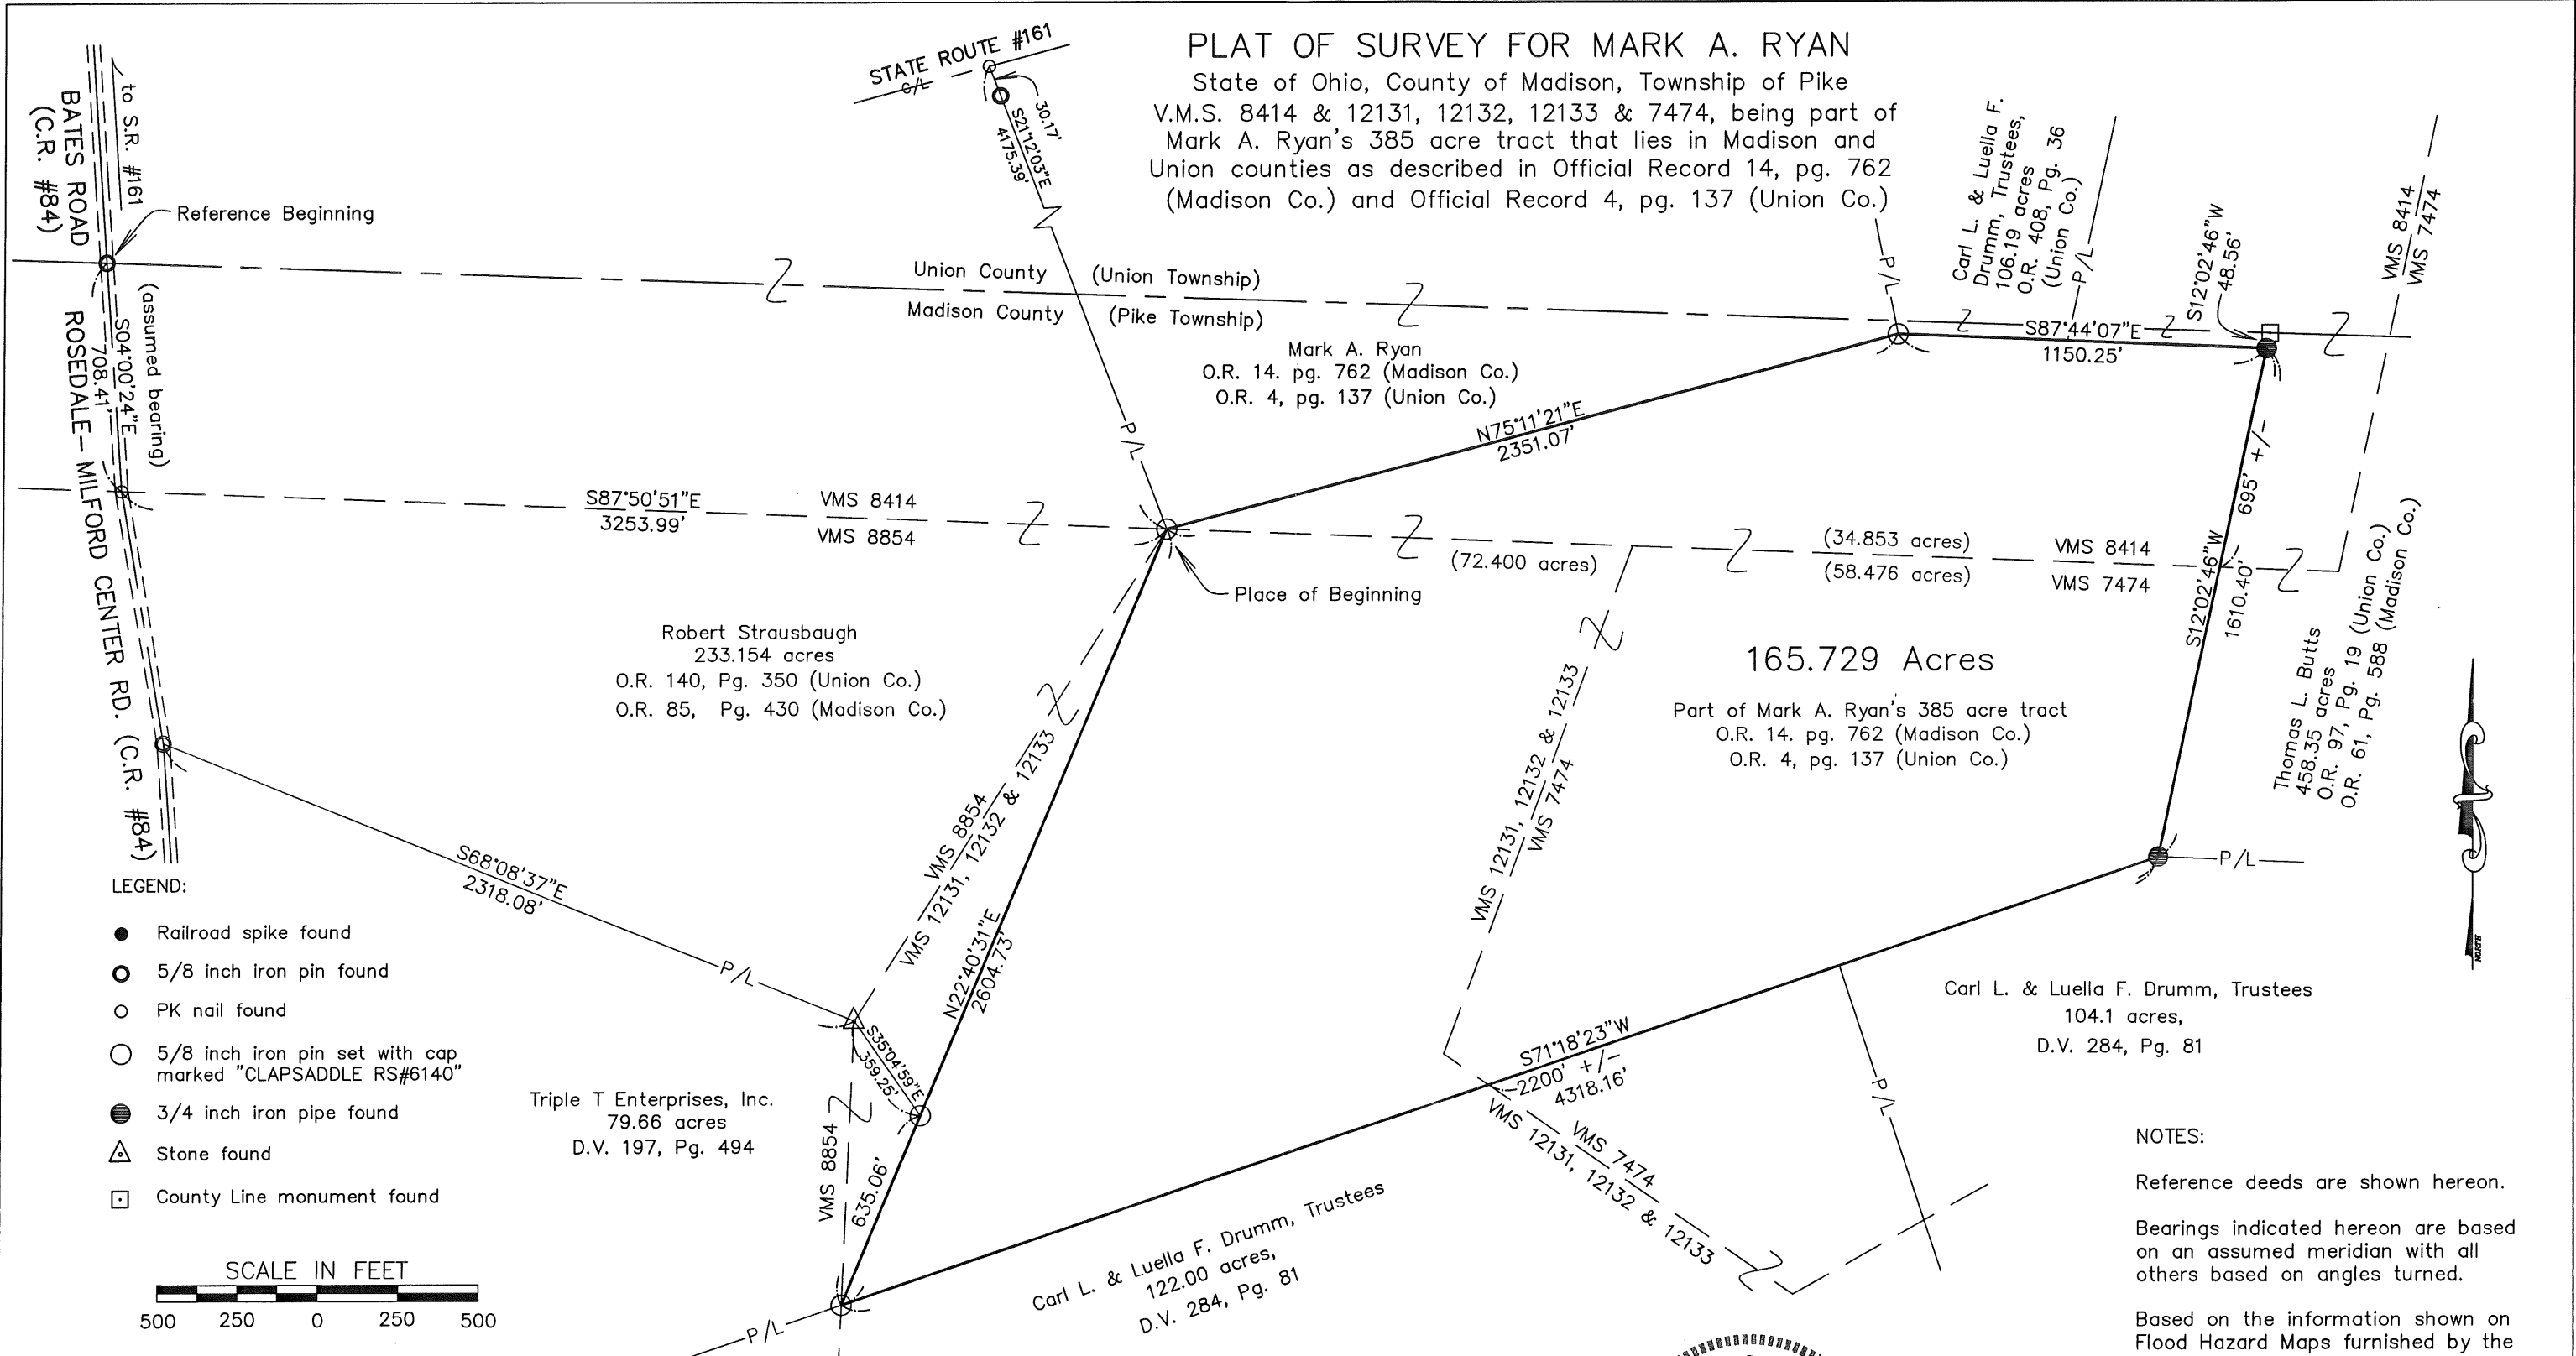 PLAT OF SURVEY FOR MARK A. RYAN
State of Ohio, County of Madison, Township of Pike
V.M.S. 8414 & 12131, 12132, 12133 & 7474, being part of
Mark A. Ryan's 385 acre tract that lies in Madison and
Union counties as described in Official Record 14, pg. 762
(Madison Co.) and Official Record 4, pg. 137 (Union Co.)
STATE ROUTE #161
C/L
30.17'
S21°12'03"E
4175.39'
to S.R. #161
BATES ROAD
(C.R. #84)
Reference Beginning
(assumed bearing)
S04°00'24"E
708.41'
ROSEDALE-MILFORD CENTER RD. (C.R. #84)
Union County (Union Township)
Madison County (Pike Township)
P/L
Mark A. Ryan
O.R. 14. pg. 762 (Madison Co.)
O.R. 4, pg. 137 (Union Co.)
P/L
Carl L. & Luella F.
Drumm, Trustees,
106.19 acres
O.R. 408, Pg. 36
(Union Co.)
P/L
S12°02'46"W
48.56'
VMS 8414
VMS 7474
S87°44'07"E
1150.25'
N75°11'21"E
2351.07'
695' +/-
S12°02'46"W
1610.40'
S87°50'51"E
3253.99'
VMS 8414
VMS 8854
Place of Beginning
(72.400 acres)
(34.853 acres)
(58.476 acres)
VMS 8414
VMS 7474
Robert Strausbaugh
233.154 acres
O.R. 140, Pg. 350 (Union Co.)
O.R. 85, Pg. 430 (Madison Co.)
165.729 Acres
Part of Mark A. Ryan's 385 acre tract
O.R. 14. pg. 762 (Madison Co.)
O.R. 4, pg. 137 (Union Co.)
Thomas L. Butts
458.35 acres
O.R. 97, Pg. 19 (Union Co.)
O.R. 61, Pg. 588 (Madison Co.)
VMS 8854
VMS 12131, 12132 & 12133
VMS 12131, 12132 & 12133
VMS 7474
N22°40'31"E
2604.73'
S68°08'37"E
2318.08'
P/L
P/L
NORTH
LEGEND:
Railroad spike found
5/8 inch iron pin found
PK nail found
5/8 inch iron pin set with cap
marked "CLAPSADDLE RS#6140"
3/4 inch iron pipe found
Stone found
County Line monument found
S35°04'59"E
359.25'
Triple T Enterprises, Inc.
79.66 acres
D.V. 197, Pg. 494
VMS 8854
635.06'
S71°18'23"W
2200' +/-
4318.16'
VMS 7474
VMS 12131, 12132 & 12133
Carl L. & Luella F. Drumm, Trustees
104.1 acres,
D.V. 284, Pg. 81
P/L
Carl L. & Luella F. Drumm, Trustees
122.00 acres,
D.V. 284, Pg. 81
P/L
SCALE IN FEET
500 250 0 250 500
NOTES:
Reference deeds are shown hereon.
Bearings indicated hereon are based
on an assumed meridian with all
others based on angles turned.
Based on the information shown on
Flood Hazard Maps furnished by the